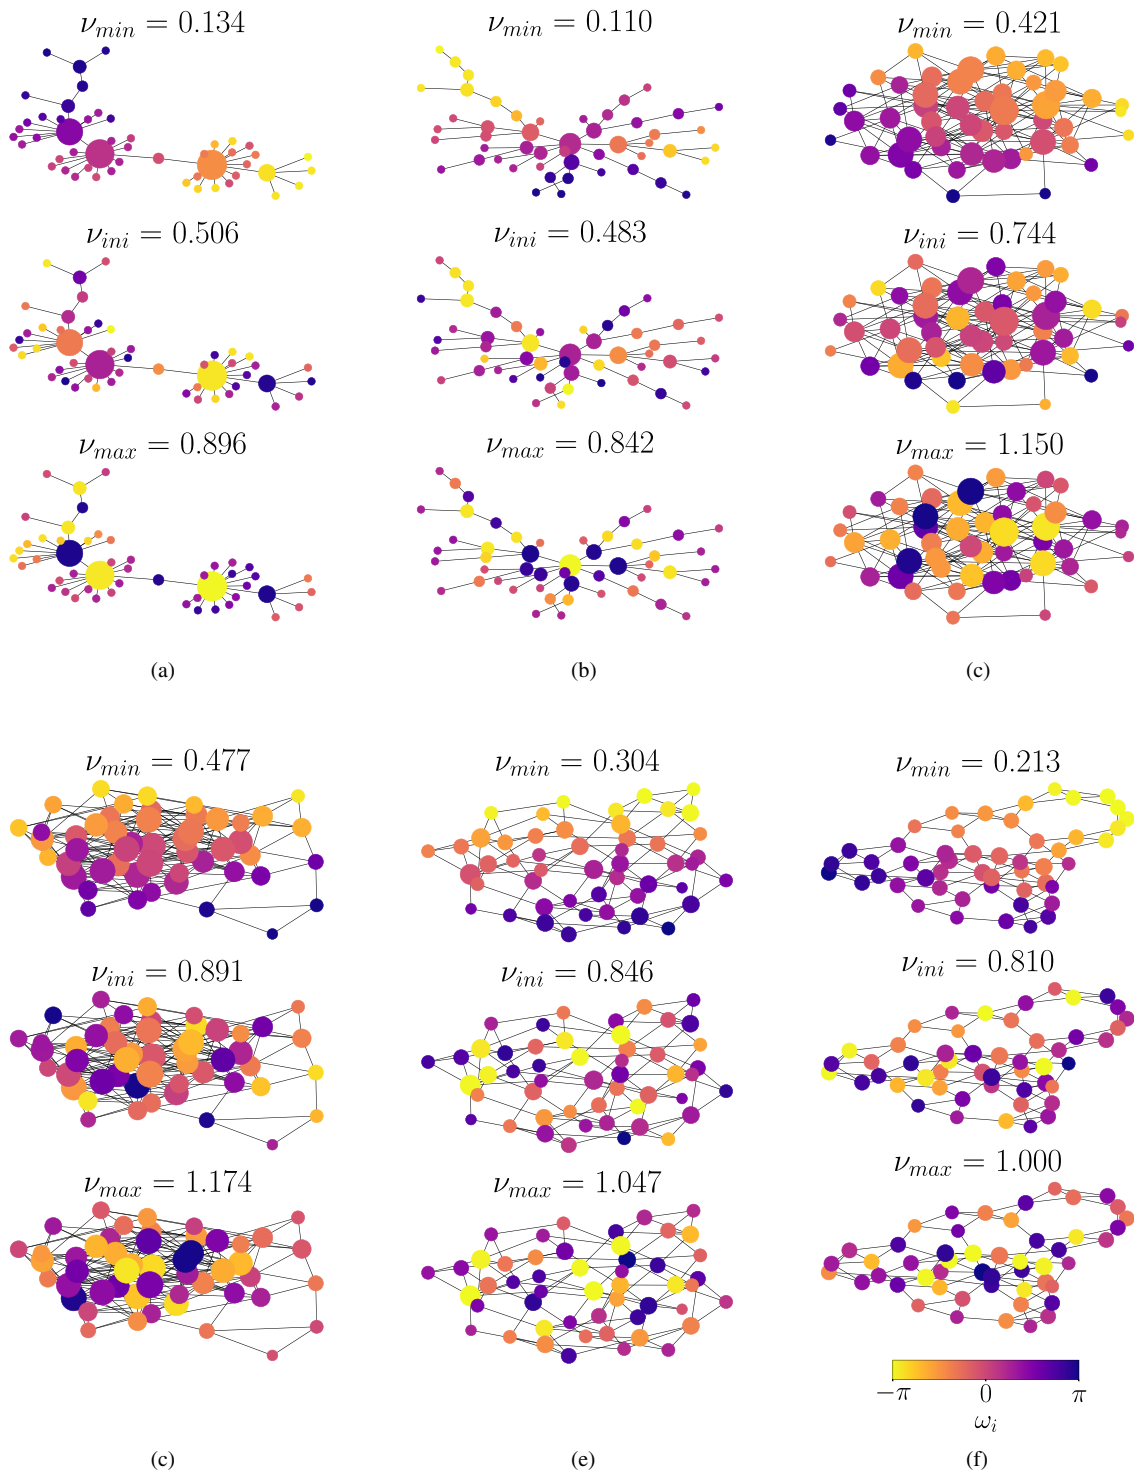 ν_min = 0.134
ν_min = 0.110
ν_min = 0.421
ν_ini = 0.506
ν_ini = 0.483
ν_ini = 0.744
ν_max = 0.896
ν_max = 0.842
ν_max = 1.150
(a)
(b)
(c)
ν_min = 0.477
ν_min = 0.304
ν_min = 0.213
ν_ini = 0.891
ν_ini = 0.846
ν_ini = 0.810
ν_max = 1.174
ν_max = 1.047
ν_max = 1.000
−π 0 π
ω_i
(c)
(e)
(f)